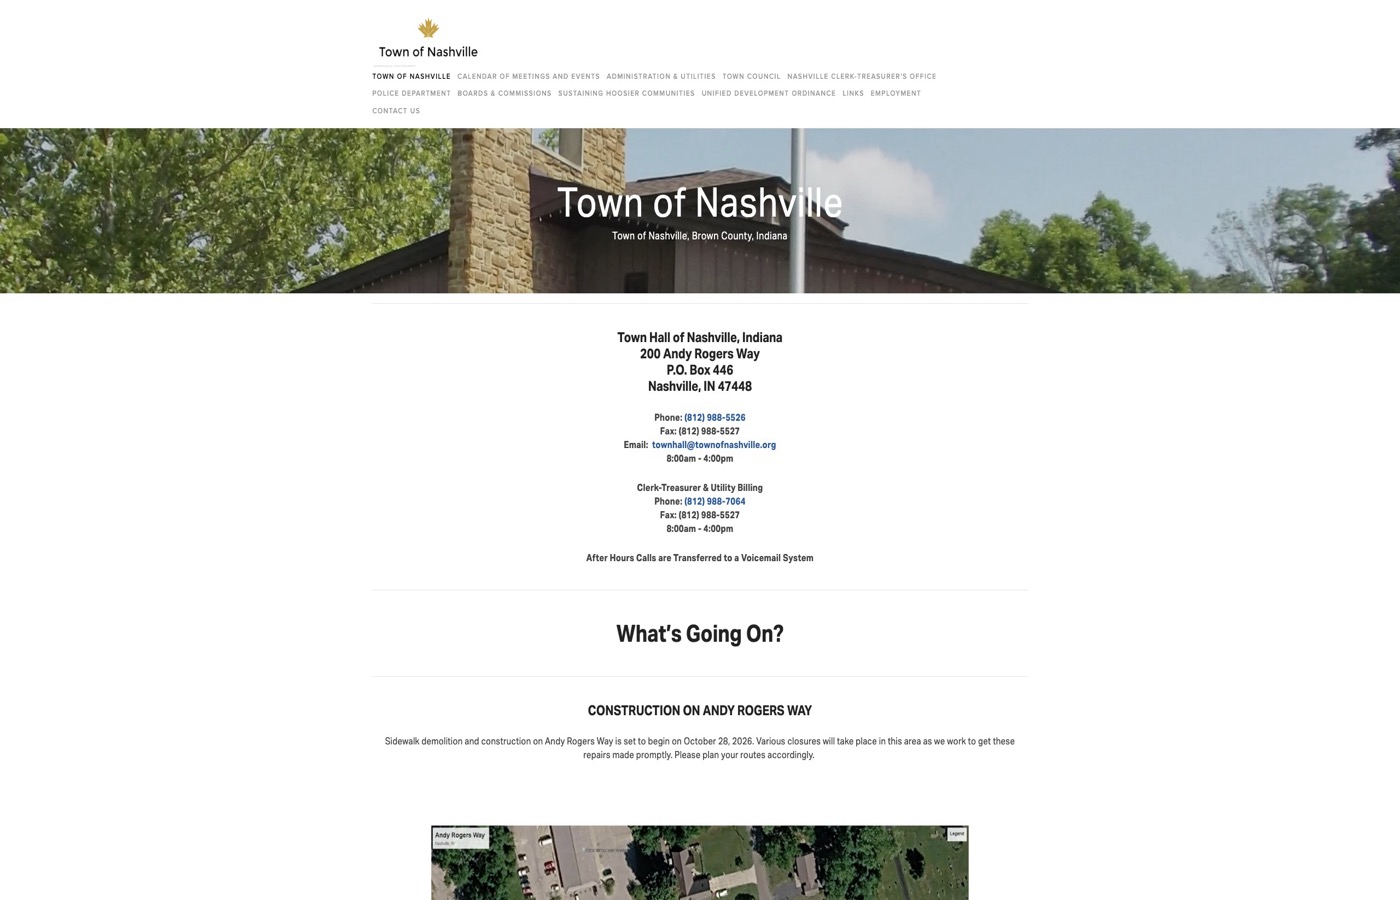 Town of Nashville
TOWN OF NASHVILLE CALENDAR OF MEETINGS AND EVENTS ADMINISTRATION & UTILITIES TOWN COUNCIL NASHVILLE CLERK-TREASURER'S OFFICE
POLICE DEPARTMENT BOARDS & COMMISSIONS SUSTAINING HOOSIER COMMUNITIES UNIFIED DEVELOPMENT ORDINANCE LINKS EMPLOYMENT
CONTACT US
Town of Nashville
Town of Nashville, Brown County, Indiana
Town Hall of Nashville, Indiana
200 Andy Rogers Way
P.O. Box 446
Nashville, IN 47448
Phone: (812) 988-5526
Fax: (812) 988-5527
Email: townhall@townofnashville.org
8:00am - 4:00pm
Clerk-Treasurer & Utility Billing
Phone: (812) 988-7064
Fax: (812) 988-5527
8:00am - 4:00pm
After Hours Calls are Transferred to a Voicemail System
What's Going On?
CONSTRUCTION ON ANDY ROGERS WAY
Sidewalk demolition and construction on Andy Rogers Way is set to begin on October 28, 2026. Various closures will take place in this area as we work to get these
repairs made promptly. Please plan your routes accordingly.
Andy Rogers Way
Legend